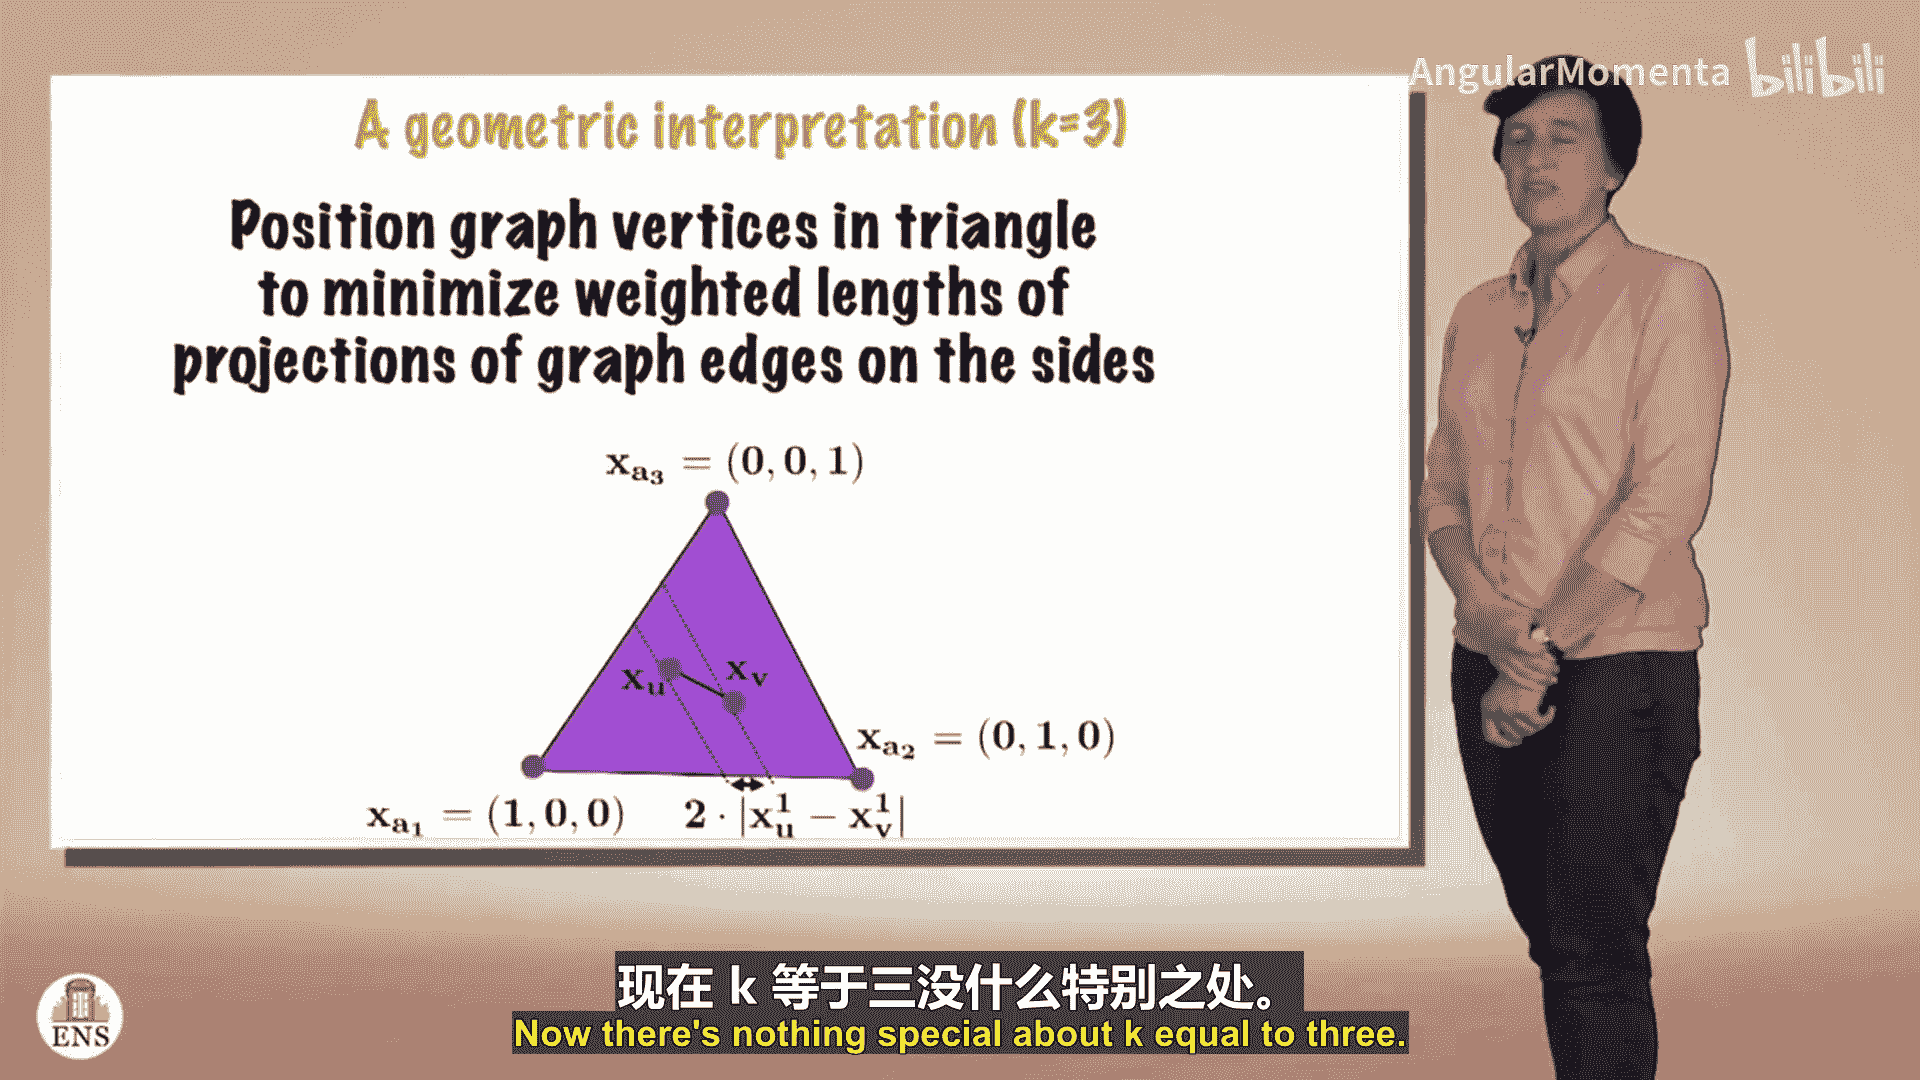 AngularMomenta bilibili
A geometric interpretation (k=3)
Position graph vertices in triangle
to minimize weighted lengths of
projections of graph edges on the sides
x_{a_3} = (0, 0, 1)
x_u
x_v
x_{a_2} = (0, 1, 0)
x_{a_1} = (1, 0, 0)
2 · |x_u^1 − x_v^1|
现在 k 等于三没什么特别之处。
Now there's nothing special about k equal to three.
ENS